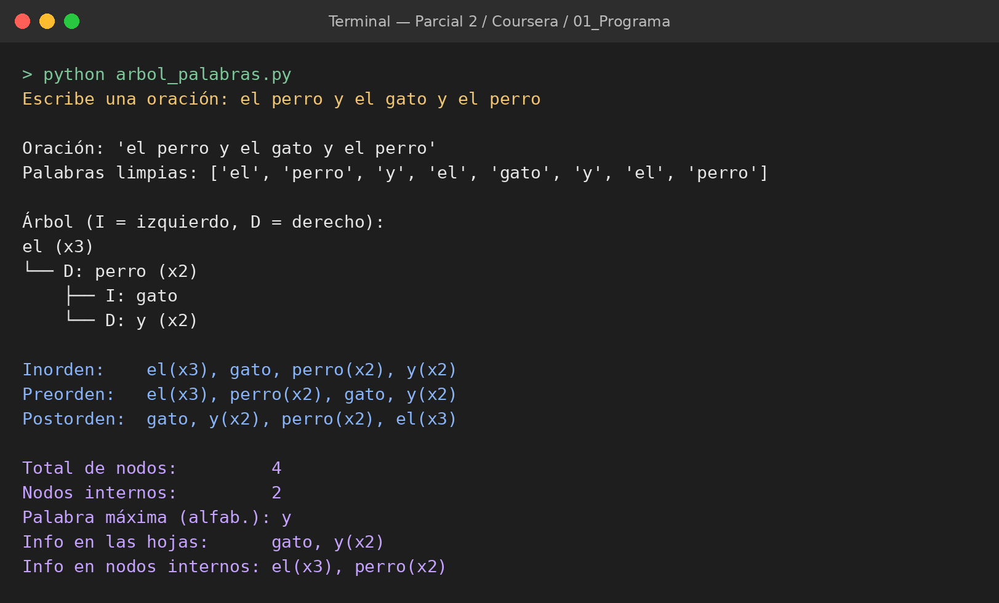 Terminal — Parcial 2 / Coursera / 01_Programa
> python arbol_palabras.py
Escribe una oración: el perro y el gato y el perro
Oración: 'el perro y el gato y el perro'
Palabras limpias: ['el', 'perro', 'y', 'el', 'gato', 'y', 'el', 'perro']
Árbol (I = izquierdo, D = derecho):
el (x3)
└── D: perro (x2)
    ├── I: gato
    └── D: y (x2)
Inorden:    el(x3), gato, perro(x2), y(x2)
Preorden:   el(x3), perro(x2), gato, y(x2)
Postorden:  gato, y(x2), perro(x2), el(x3)
Total de nodos:         4
Nodos internos:         2
Palabra máxima (alfab.): y
Info en las hojas:      gato, y(x2)
Info en nodos internos: el(x3), perro(x2)